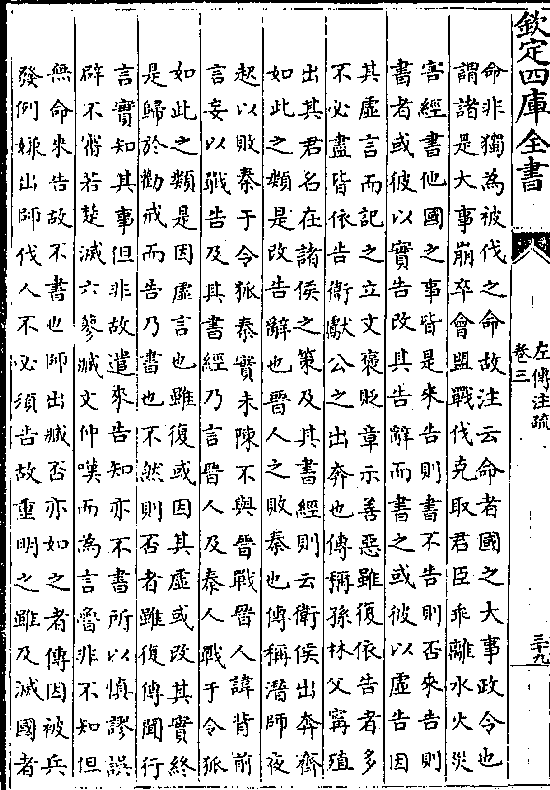 欽定四庫全書
左傳注疏
卷三
三十九
命非獨為被伐之命故注云命者國之大事政令也
謂諸是大事崩卒會盟戰伐克取君臣乖離水火災
害經書他國之事皆是來告則書不告則否來告則
書者或彼以實告改其告辭而書之或彼以虛告因
其虛言而記之立文褒貶章示善惡雖復依告者多
不必盡皆依告衛獻公之出奔也傳稱孫林父甯殖
出其君名在諸侯之策及其書經則云衛侯出奔齊
如此之類是改告辭也晉人之敗秦也傳稱潛師夜
起以敗秦于令狐秦實未陳不與晉戰晉人諱背前
言妄以戰告及其書經乃言晉人及秦人戰于令狐
如此之類是因虛言也雖復或因其虛或改其實終
是歸於勸戒而告乃書也不然則否者雖復傳聞行
言實知其事但非故遣來告知亦不書所以慎謬誤
辟不審若楚滅六蓼臧文仲嘆而為言魯非不知但
無命來告故不書也師出臧否亦如之者傳因被兵
發例嫌出師伐人不必須告故重明之雖及滅國者